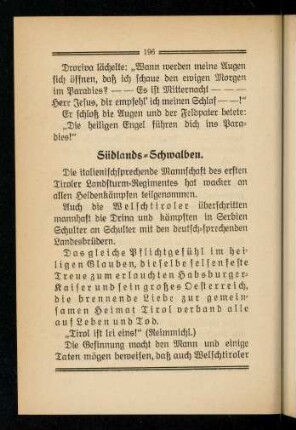 196
Droriva lächelte: „Wann werden meine Augen
sich öffnen, daß ich schaue den ewigen Morgen
im Paradies? — — Es ist Mitternacht — —
Herr Jesus, dir empfehl' ich meinen Schlaf — —!"
Er schloß die Augen und der Feldpater betete:
„Die heiligen Engel führen dich ins Para-
dies!"
Südlands-Schwalben.
Die italienischsprechende Mannschaft des ersten
Tiroler Landsturm-Regimentes hat wacker an
allen Heldenkämpfen teilgenommen.
Auch die Welschtiroler überschritten
mannhaft die Drina und kämpften in Serbien
Schulter an Schulter mit den deutsch-sprechenden
Landesbrüdern.
Das gleiche Pflichtgefühl im hei-
ligen Glauben, dieselbe felsenfeste
Treue zum erlauchten Habsburger-
Kaiser und sein großes Oesterreich,
die brennende Liebe zur gemein-
samen Heimat Tirol verband alle
auf Leben und Tod.
„Tirol ist lei eins!" (Reimmichl.)
Die Gesinnung macht den Mann und einige
Taten mögen beweisen, daß auch Welschtiroler